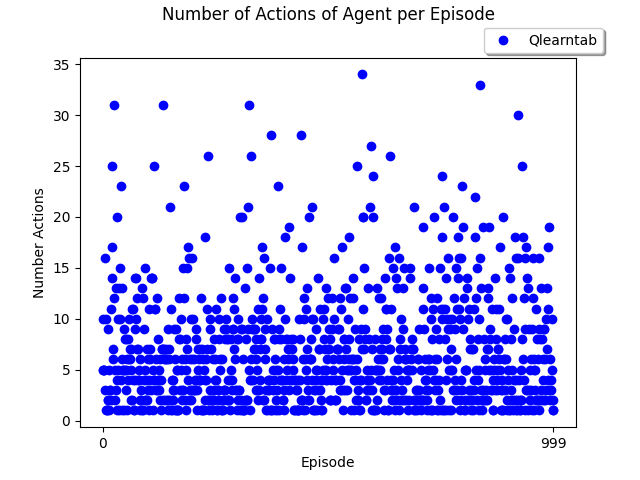 Number of Actions of Agent per Episode
Qlearntab
35
30
25
20
15
10
5
0
Number Actions
0 999
Episode